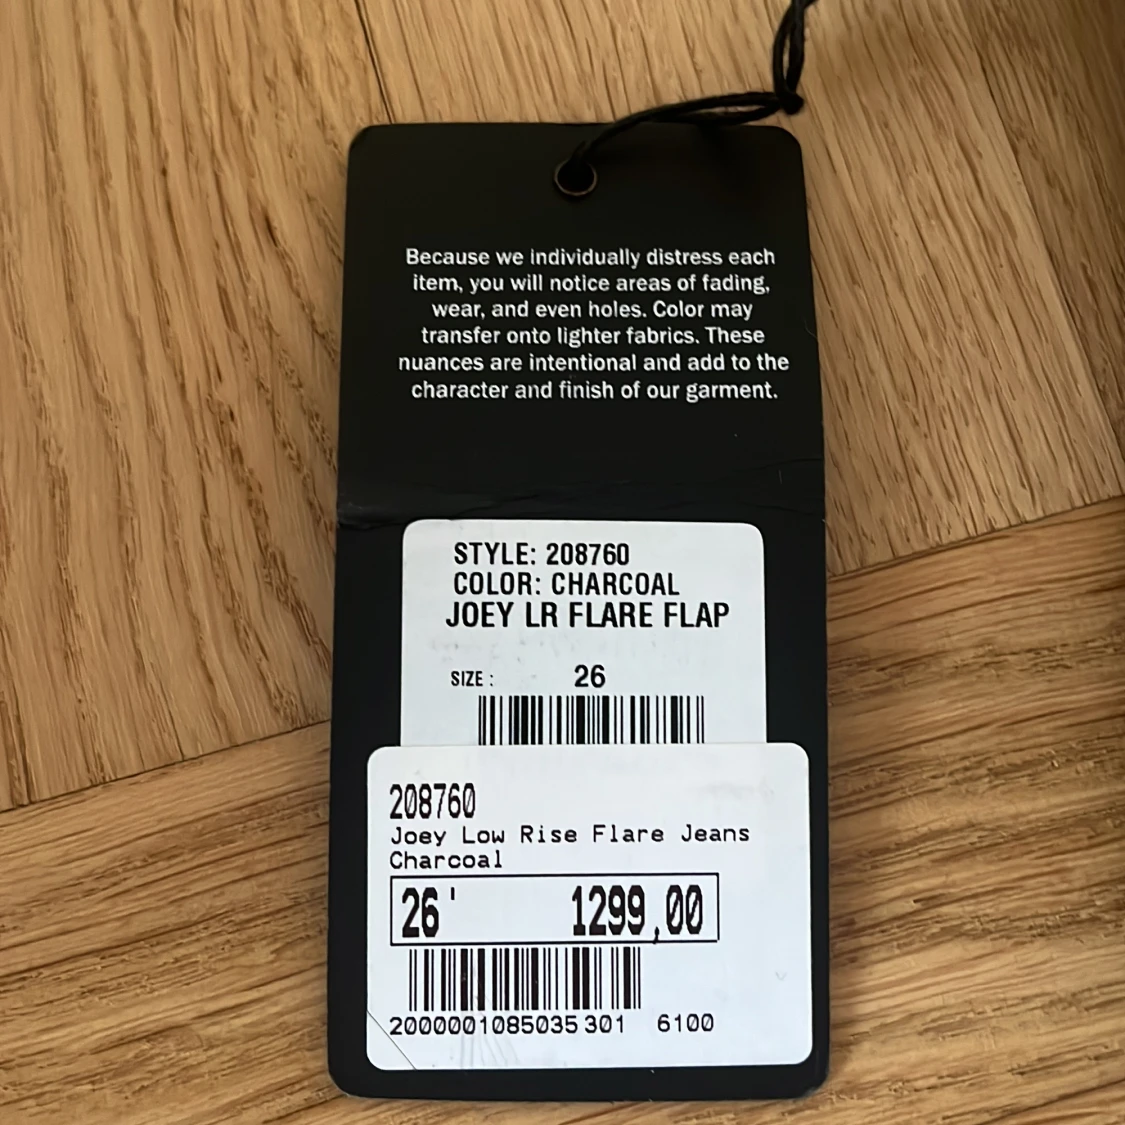 Because we individually distress each
item, you will notice areas of fading,
wear, and even holes. Color may
transfer onto lighter fabrics. These
nuances are intentional and add to the
character and finish of our garment.
STYLE: 208760
COLOR: CHARCOAL
JOEY LR FLARE FLAP
SIZE : 26
208760
Joey Low Rise Flare Jeans
Charcoal
26' 1299,00
2000001085035 301 6100